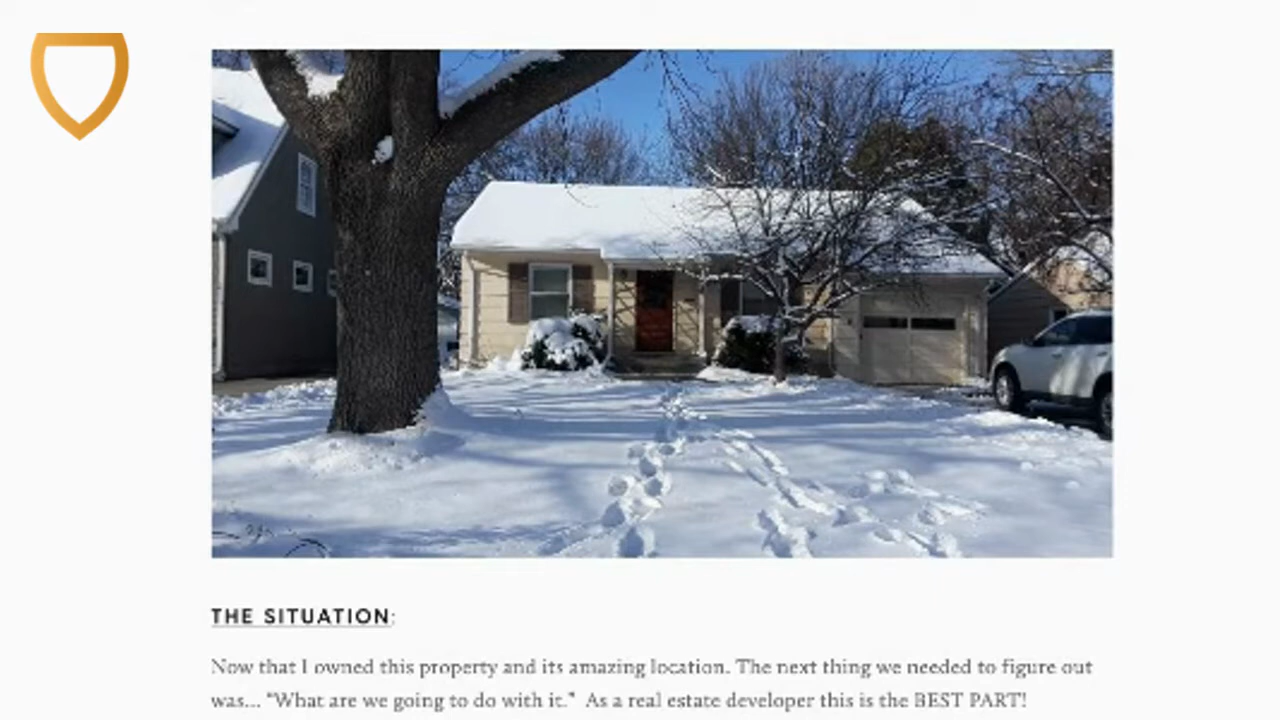 THE SITUATION:
Now that I owned this property and its amazing location. The next thing we needed to figure out
was... "What are we going to do with it."  As a real estate developer this is the BEST PART!